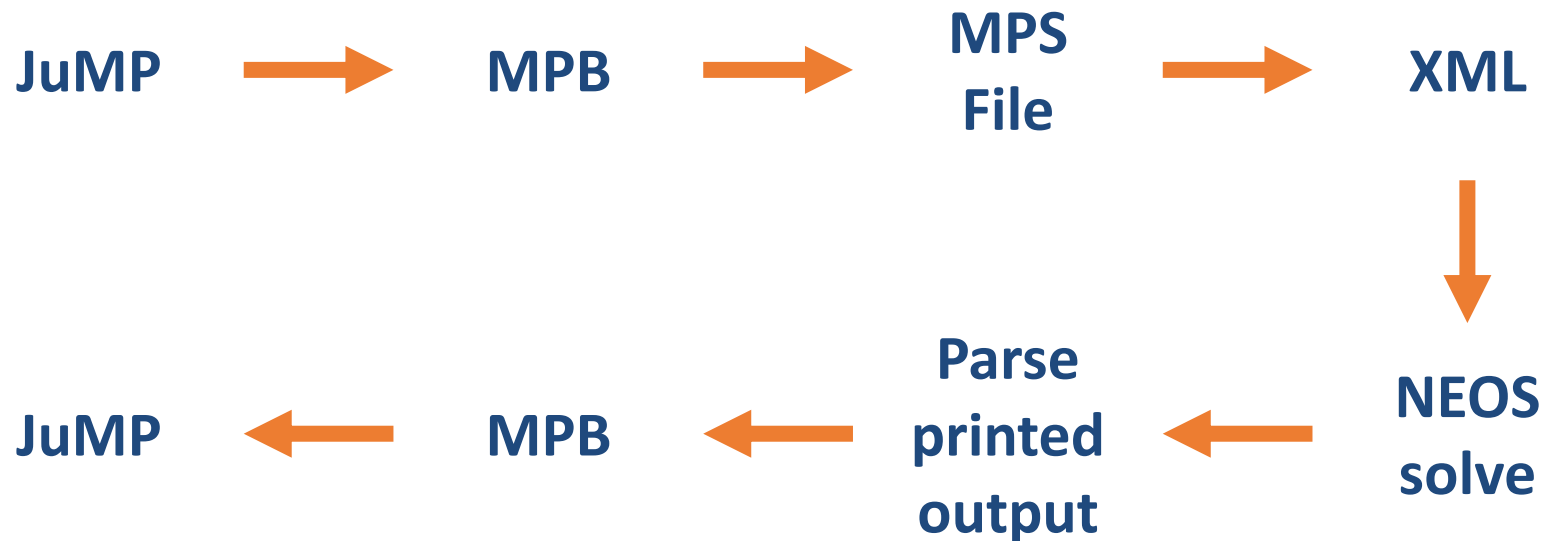 JuMP
MPB
MPS
File
XML
JuMP
MPB
Parse
printed
output
NEOS
solve